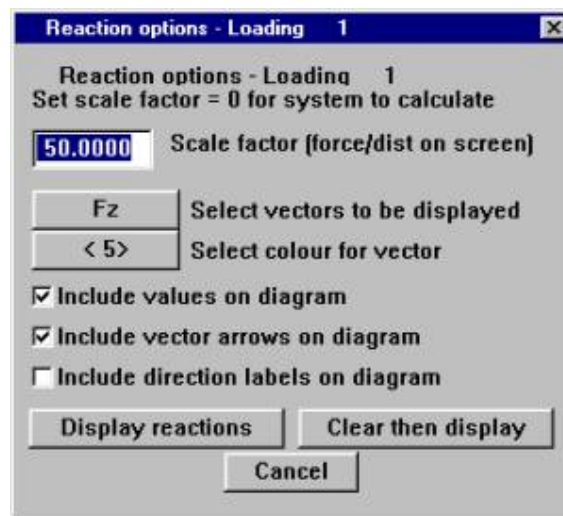 Reaction options - Loading 1
Reaction options - Loading 1
Set scale factor = 0 for system to calculate
50.0000 Scale factor (force/dist on screen)
Fz Select vectors to be displayed
< 5> Select colour for vector
Include values on diagram
Include vector arrows on diagram
Include direction labels on diagram
Display reactions Clear then display
Cancel